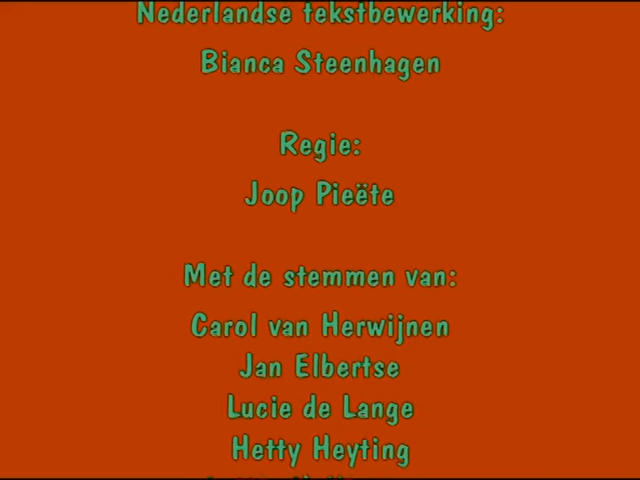 Nederlandse tekstbewerking:
Bianca Steenhagen
Regie:
Joop Pieëte
Met de stemmen van:
Carol van Herwijnen
Jan Elbertse
Lucie de Lange
Hetty Heyting